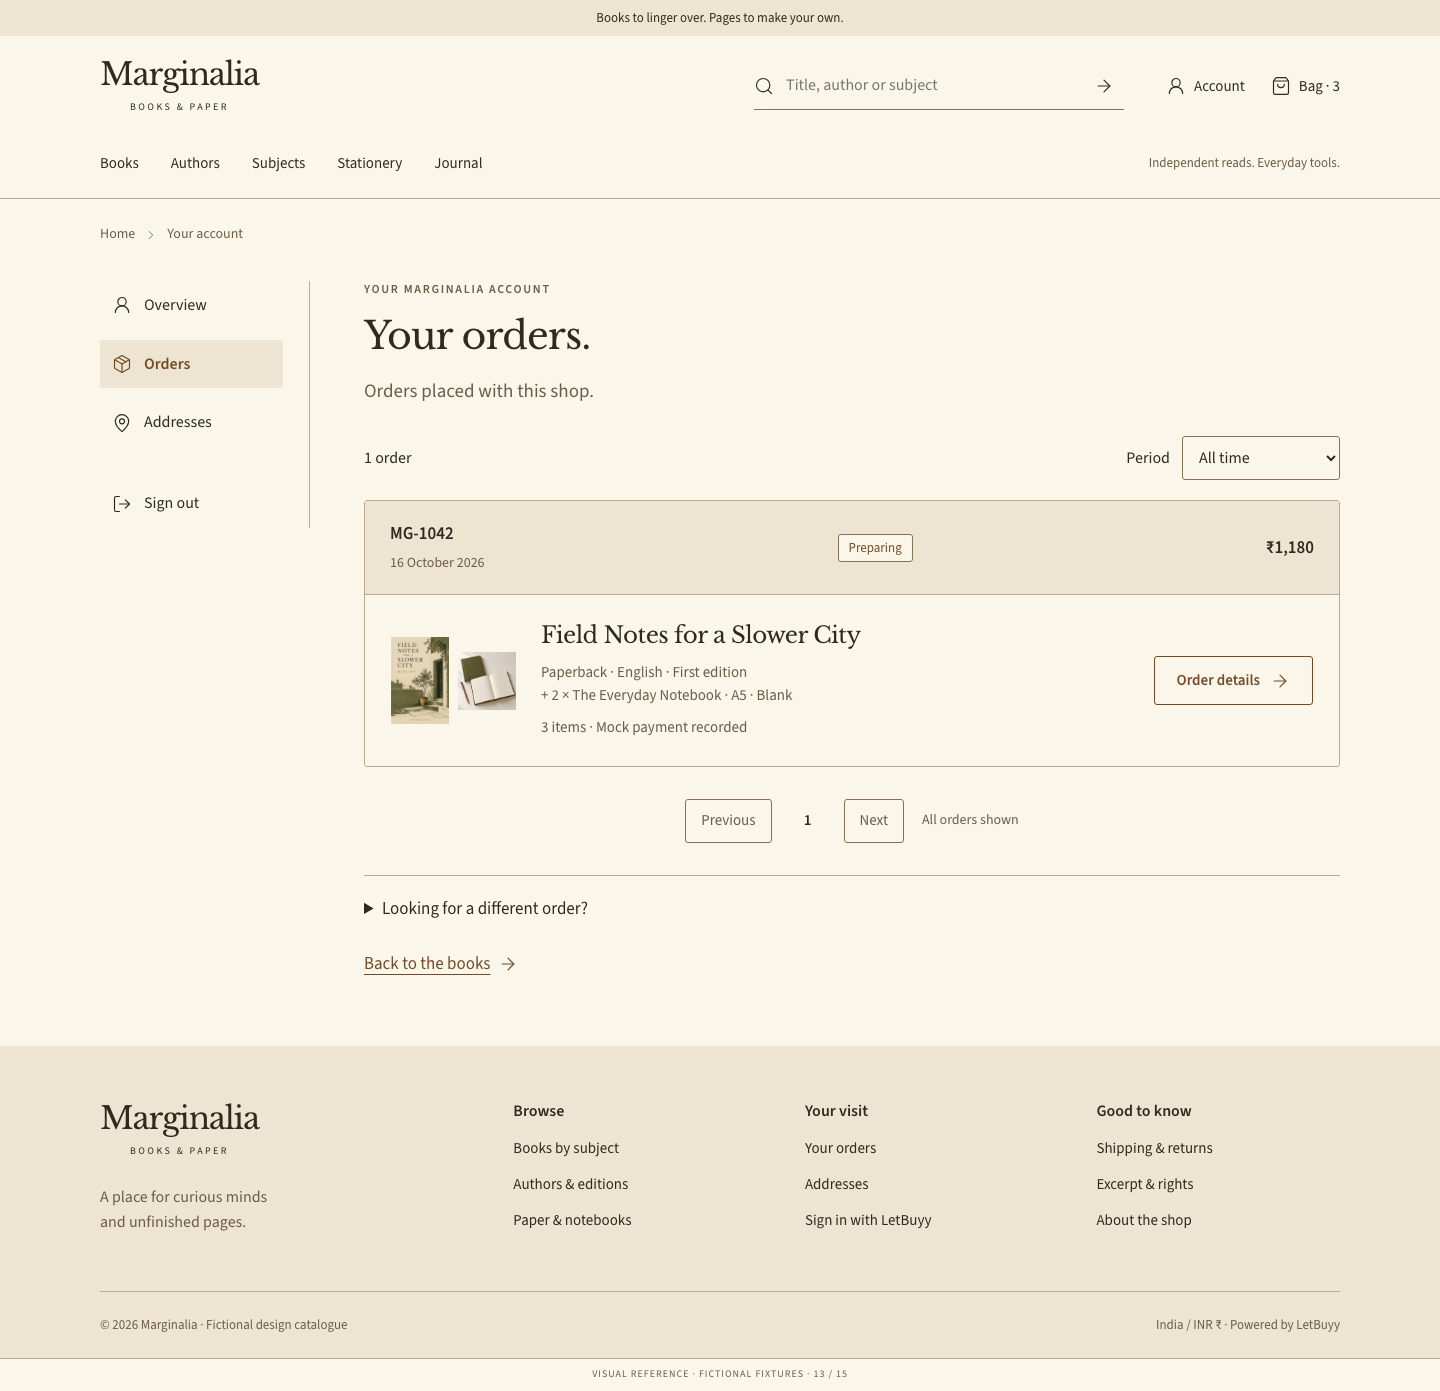 Books to linger over. Pages to make your own.
Marginalia
BOOKS & PAPER
Title, author or subject
Account
Bag · 3
Books
Authors
Subjects
Stationery
Journal
Independent reads. Everyday tools.
Home
Your account
Overview
Orders
Addresses
Sign out
YOUR MARGINALIA ACCOUNT
Your orders.
Orders placed with this shop.
1 order
Period
All time
MG-1042
16 October 2026
Preparing
₹1,180
FIELD
NOTES
SLOWER
CITY
Field Notes for a Slower City
Paperback · English · First edition
+ 2 × The Everyday Notebook · A5 · Blank
3 items · Mock payment recorded
Order details
Previous
1
Next
All orders shown
Looking for a different order?
Back to the books
Marginalia
BOOKS & PAPER
A place for curious minds
and unfinished pages.
Browse
Books by subject
Authors & editions
Paper & notebooks
Your visit
Your orders
Addresses
Sign in with LetBuyy
Good to know
Shipping & returns
Excerpt & rights
About the shop
© 2026 Marginalia · Fictional design catalogue
India / INR ₹ · Powered by LetBuyy
VISUAL REFERENCE · FICTIONAL FIXTURES · 13 / 15